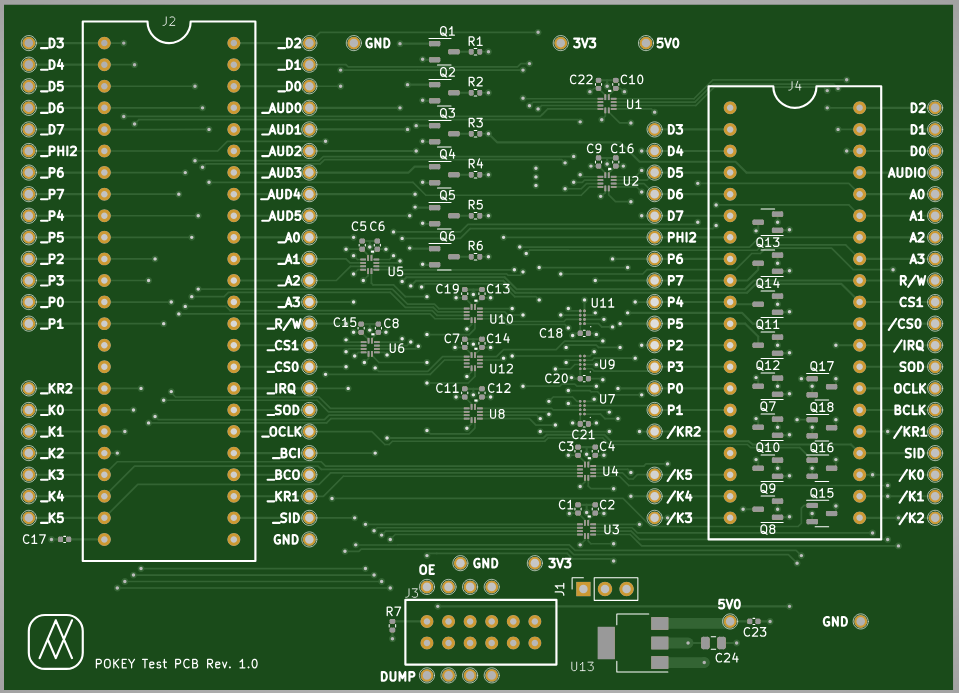 J2
_D3
_D4
_D5
_D6
_D7
_PHI2
_P6
_P7
_P4
_P5
_P2
_P3
_P0
_P1
_KR2
_K0
_K1
_K2
_K3
_K4
_K5
C17
_D2
_D1
_D0
_AUD0
_AUD1
_AUD2
_AUD3
_AUD4
_AUD5
_A0
_A1
_A2
_A3
_R/W
_CS1
_CS0
_IRQ
_SOD
_OCLK
_BCI
_BCO
_KR1
_SID
GND
GND
3V3
5V0
Q1
R1
Q2
R2
Q3
R3
Q4
R4
Q5
R5
Q6
R6
C22 C10
U1
C9 C16
U2
C5 C6
U5
C15 C8
U6
C19 C13
U10
C7 C14
U12
C11 C12
U8
U11
C18
U9
C20
U7
C21
C3 C4
U4
C1 C2
U3
D3
D4
D5
D6
D7
PHI2
P6
P7
P4
P5
P2
P3
P0
P1
/KR2
/K5
/K4
/K3
J4
Q13
Q14
Q11
Q12
Q17
Q7
Q18
Q10
Q16
Q9
Q15
Q8
D2
D1
D0
AUDIO
A0
A1
A2
A3
R/W
CS1
/CS0
/IRQ
SOD
OCLK
BCLK
/KR1
SID
/K0
/K1
/K2
GND
3V3
OE
J3
J1
R7
DUMP
U13
5V0
C23
C24
GND
POKEY Test PCB Rev. 1.0